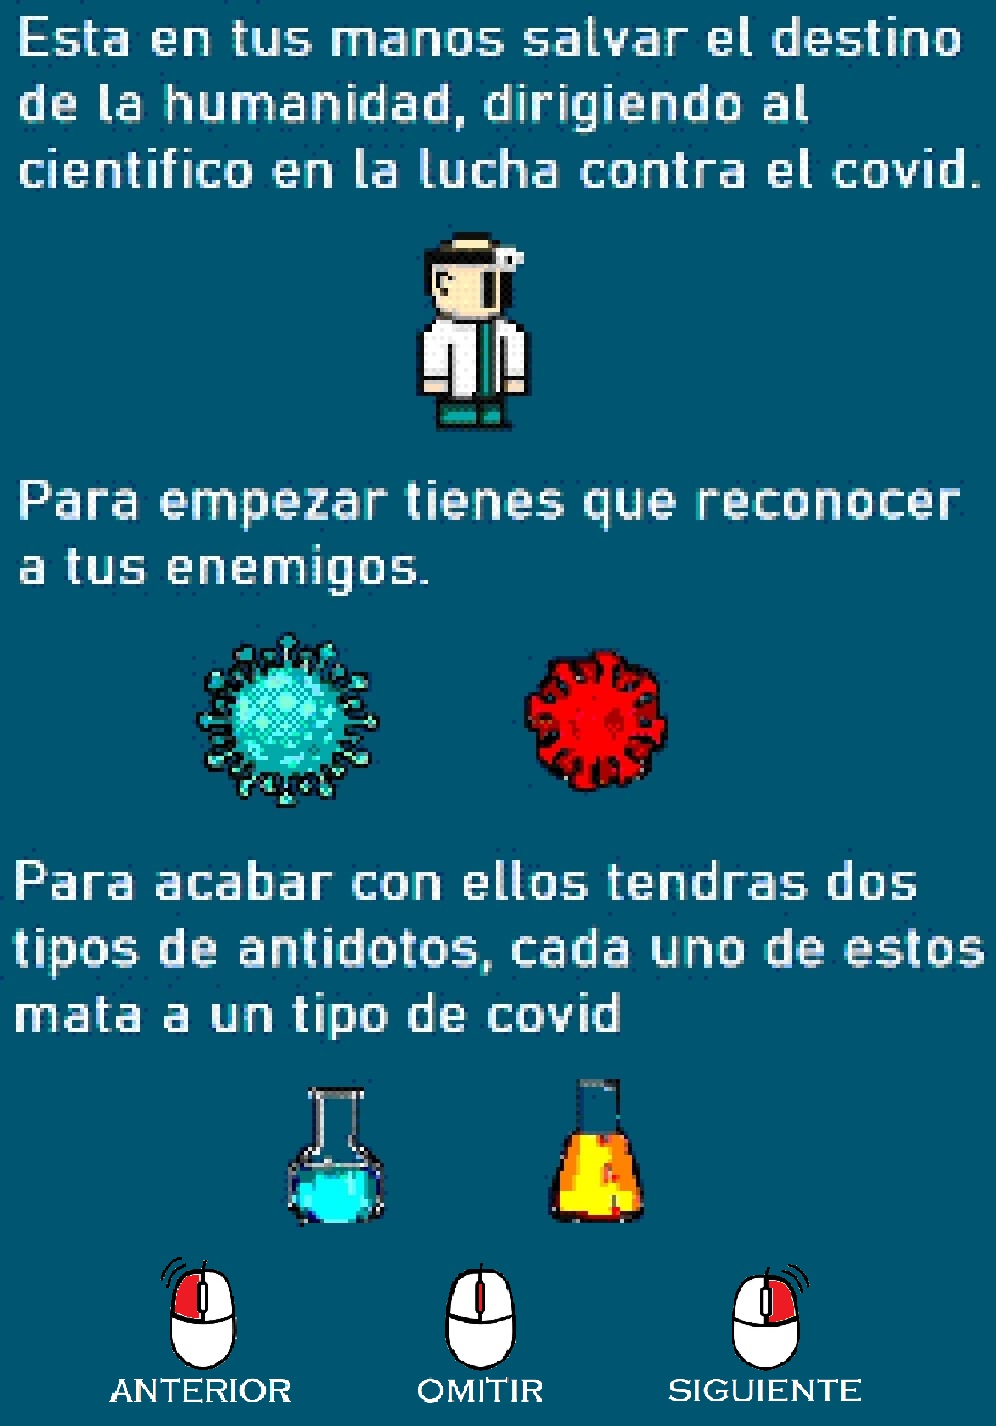 Esta en tus manos salvar el destino
de la humanidad, dirigiendo al
cientifico en la lucha contra el covid.
Para empezar tienes que reconocer
a tus enemigos.
Para acabar con ellos tendras dos
tipos de antidotos, cada uno de estos
mata a un tipo de covid
ANTERIOR OMITIR SIGUIENTE